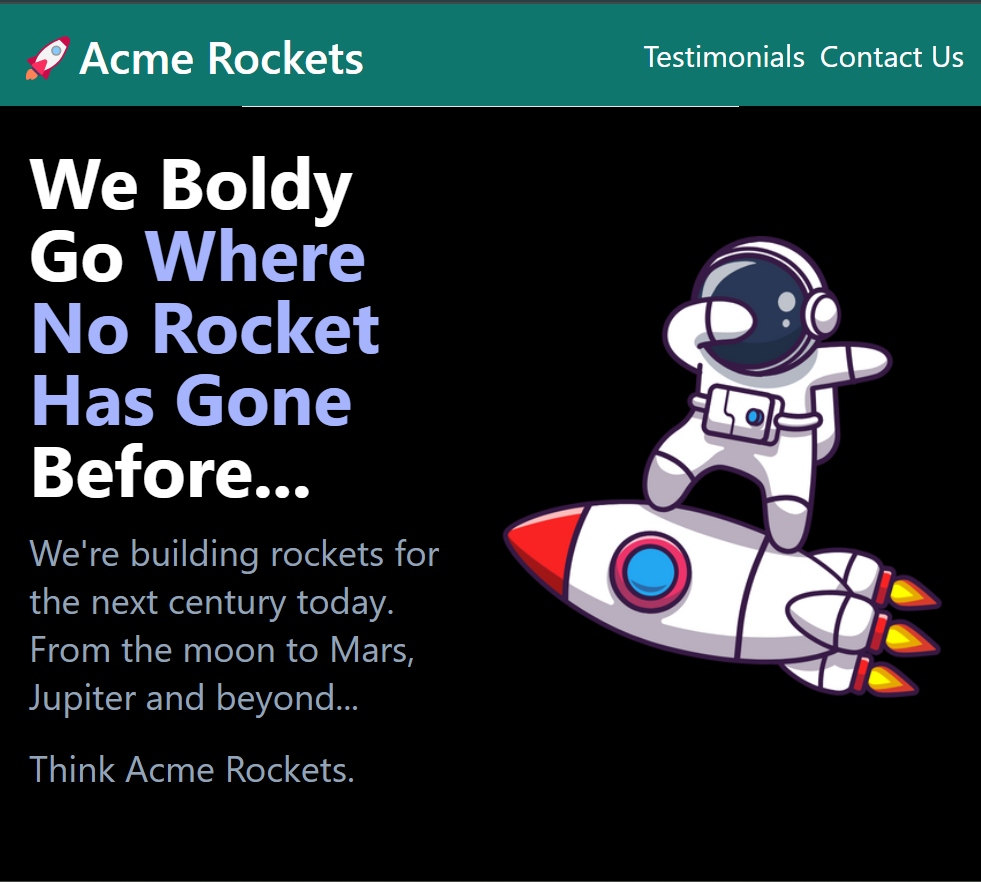 🚀 Acme Rockets
Testimonials Contact Us
We Boldy
Go Where
No Rocket
Has Gone
Before...
We're building rockets for
the next century today.
From the moon to Mars,
Jupiter and beyond...
Think Acme Rockets.